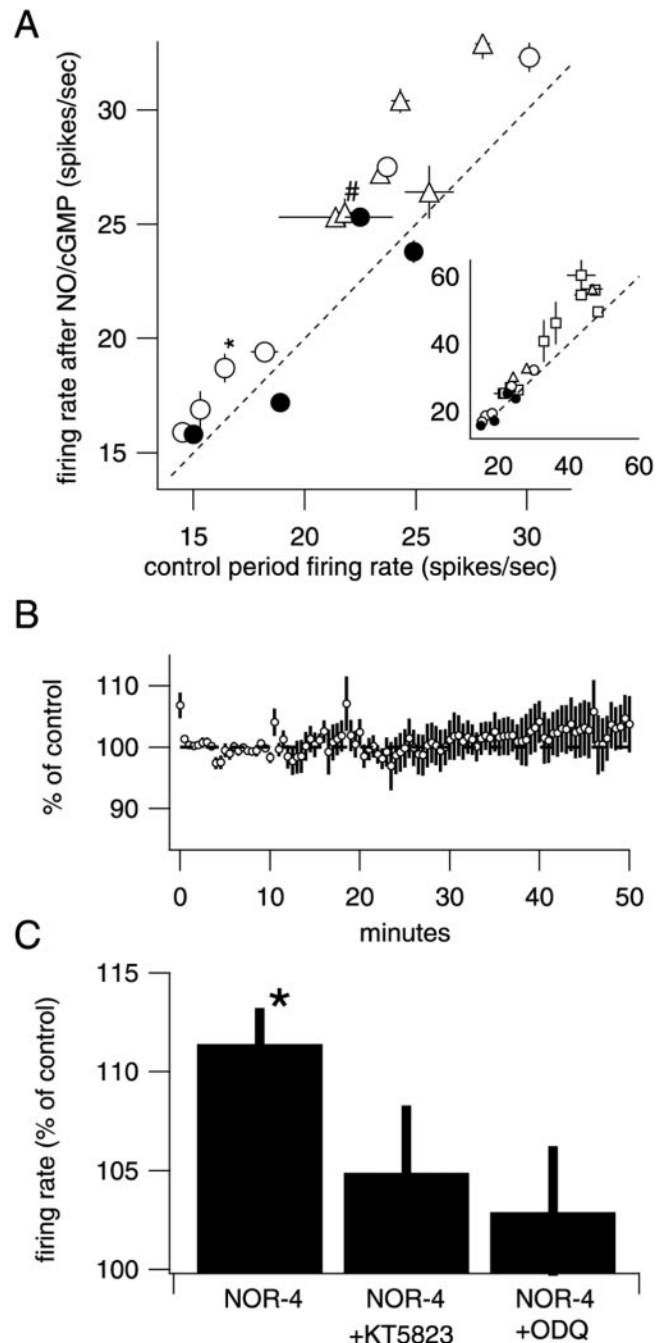 A
firing rate after NO/cGMP (spikes/sec)
30
25
20
15
#
*
60
40
20
20 40 60
15 20 25 30
control period firing rate (spikes/sec)
B
% of control
110
100
90
0 10 20 30 40 50
minutes
C
firing rate (% of control)
115
110
105
100
*
NOR-4 NOR-4 NOR-4
+KT5823 +ODQ